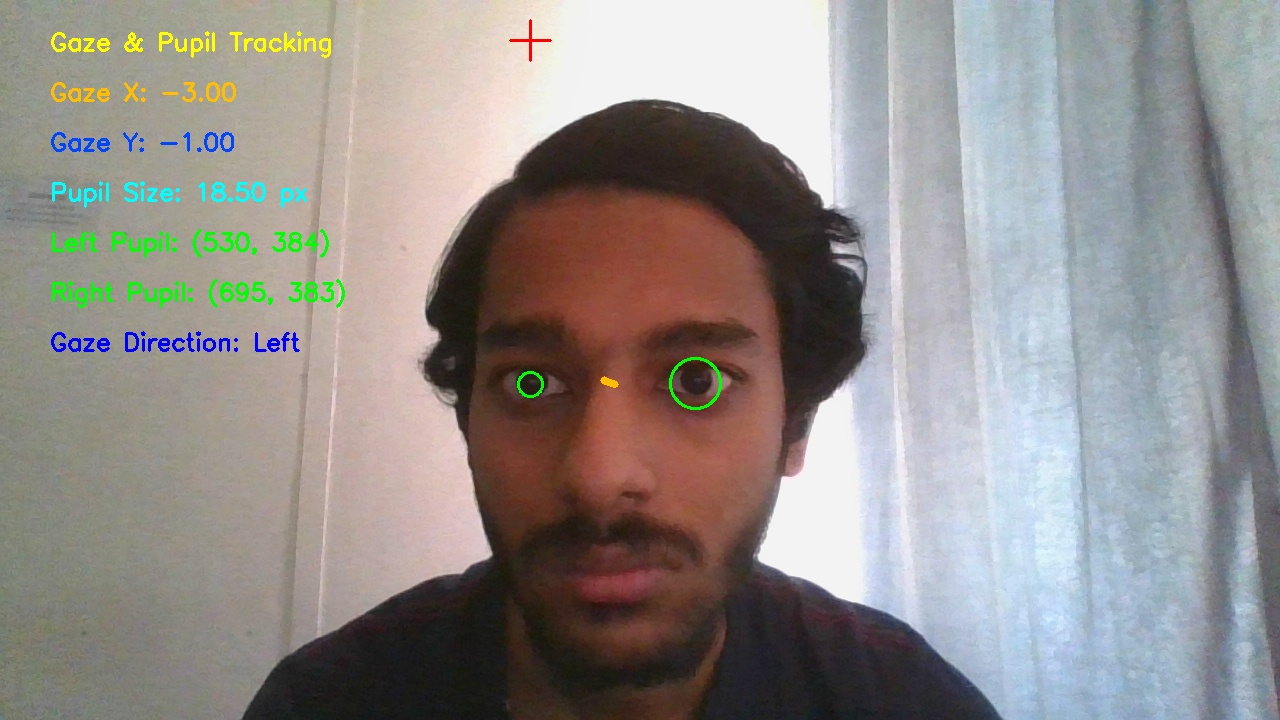 Gaze & Pupil Tracking
Gaze X: -3.00
Gaze Y: -1.00
Pupil Size: 18.50 px
Left Pupil: (530, 384)
Right Pupil: (695, 383)
Gaze Direction: Left